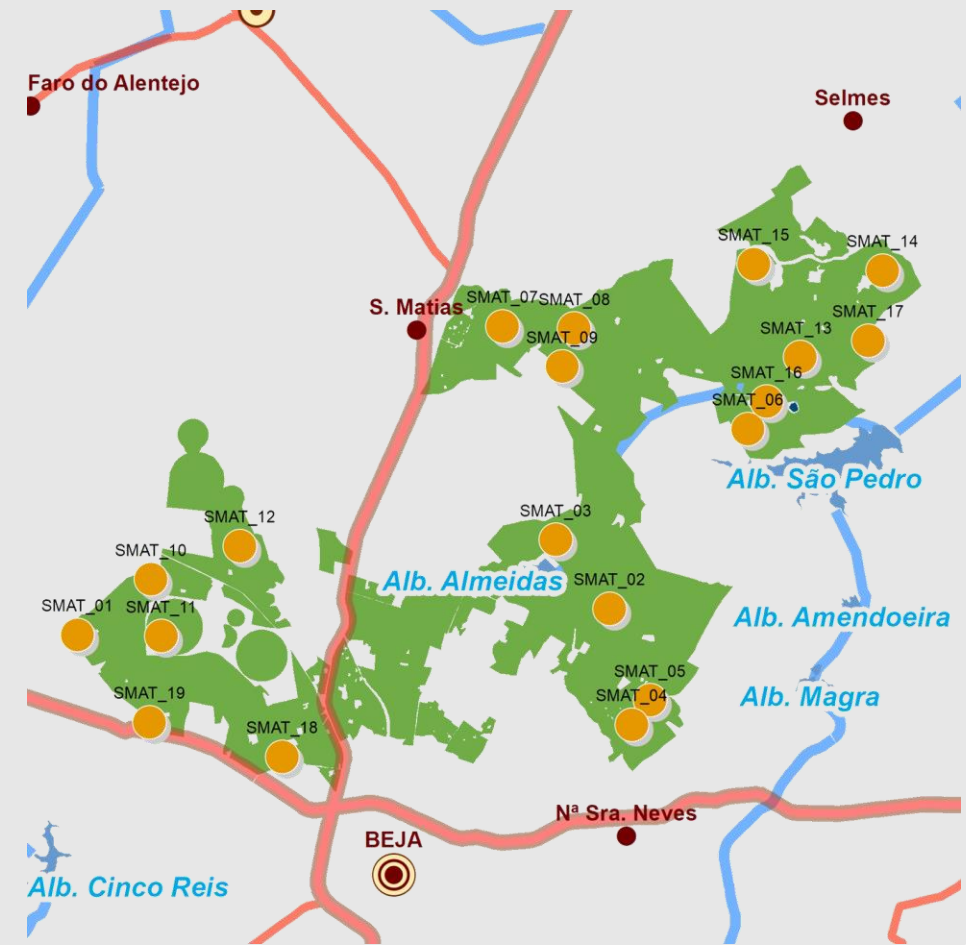 Faro do Alentejo
Selmes
SMAT_15
SMAT_14
S. Matias
SMAT_07
SMAT_08
SMAT_17
SMAT_13
SMAT_09
SMAT_16
SMAT_06
Alb. São Pedro
SMAT_03
SMAT_12
SMAT_10
Alb. Almeidas
SMAT_02
SMAT_01
SMAT_11
Alb. Amendoeira
SMAT_05
SMAT_04
Alb. Magra
SMAT_19
SMAT_18
Nª Sra. Neves
BEJA
Alb. Cinco Reis